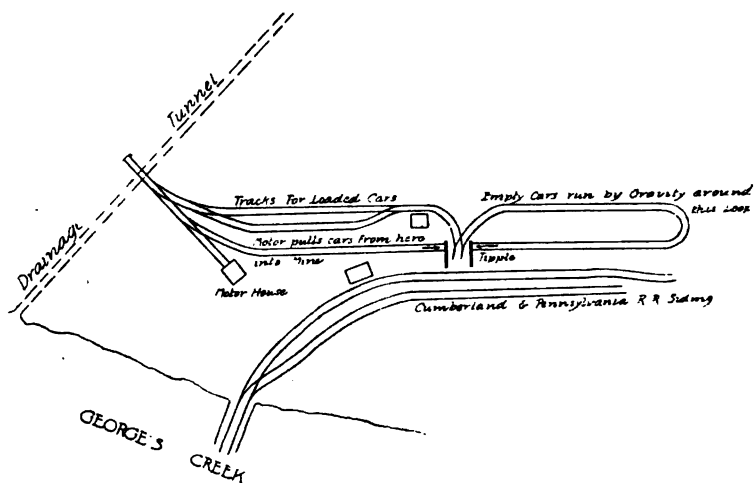 Tunnel
Drainage
Tracks For Loaded Cars
Empty Cars run by Gravity around
this Loop
Motor pulls cars from here
into Mine
Tipple
Motor House
Cumberland & Pennsylvania R R Siding
GEORGE'S CREEK